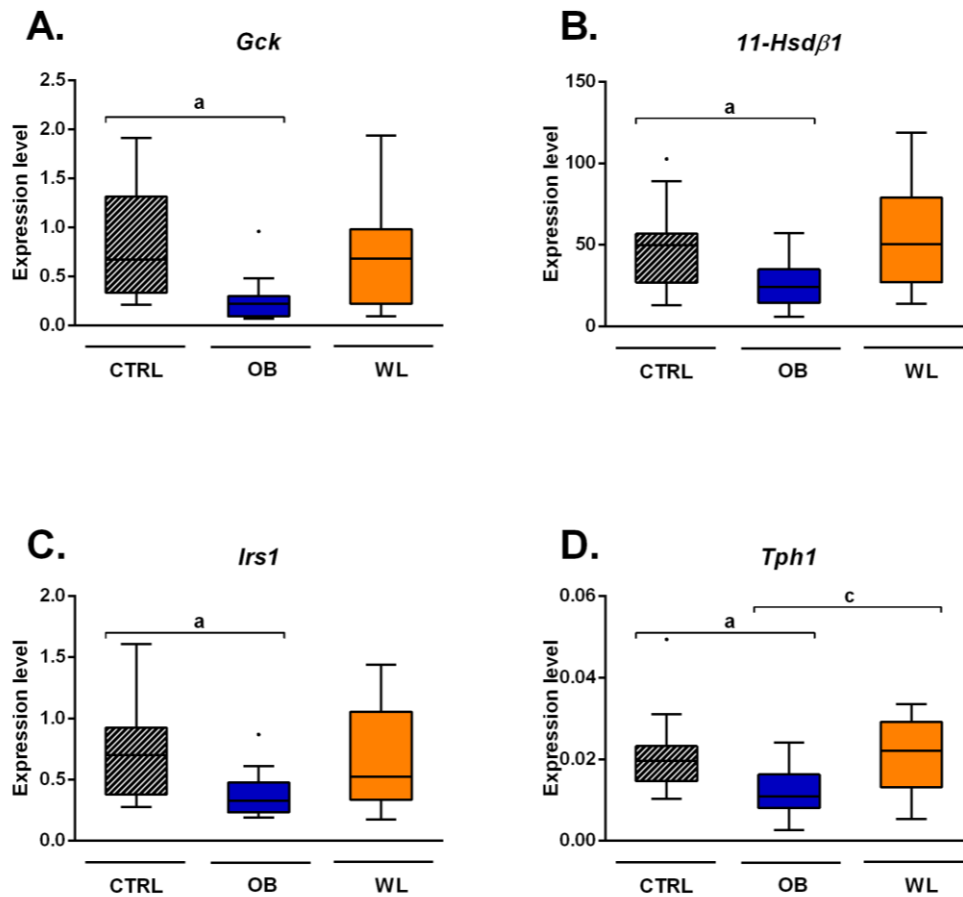 A.
Gck
Expression level
2.5
2.0
1.5
1.0
0.5
0.0
a
CTRL
OB
WL
B.
11-Hsdβ1
Expression level
150
100
50
0
a
CTRL
OB
WL
C.
Irs1
Expression level
2.0
1.5
1.0
0.5
0.0
a
CTRL
OB
WL
D.
Tph1
Expression level
0.06
0.04
0.02
0.00
a
c
CTRL
OB
WL